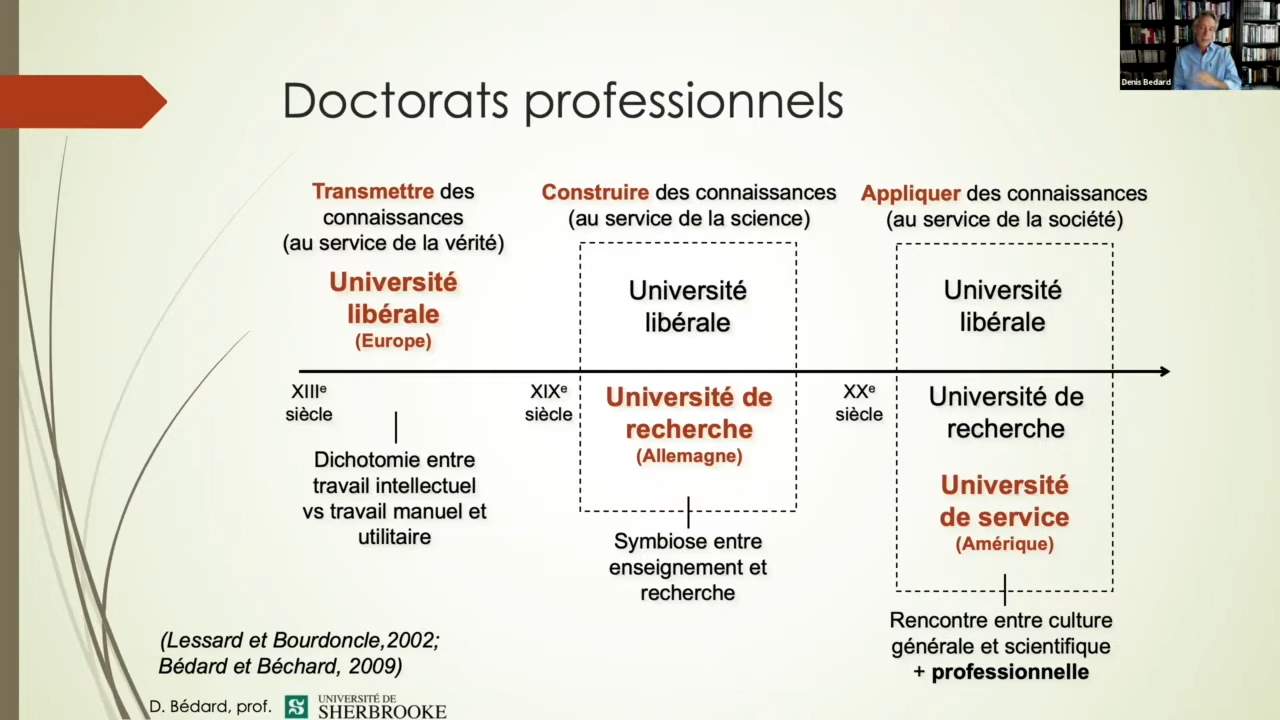 Denis Bedard
Doctorats professionnels
Transmettre des
connaissances
(au service de la vérité)
Université
libérale
(Europe)
Construire des connaissances
(au service de la science)
Université
libérale
Appliquer des connaissances
(au service de la société)
Université
libérale
XIIIe
siècle
XIXe
siècle
Université de
recherche
(Allemagne)
XXe
siècle
Université de
recherche
Université
de service
(Amérique)
Dichotomie entre
travail intellectuel
vs travail manuel et
utilitaire
Symbiose entre
enseignement et
recherche
Rencontre entre culture
générale et scientifique
+ professionnelle
(Lessard et Bourdoncle,2002;
Bédard et Béchard, 2009)
D. Bédard, prof.
S
UNIVERSITÉ DE
SHERBROOKE